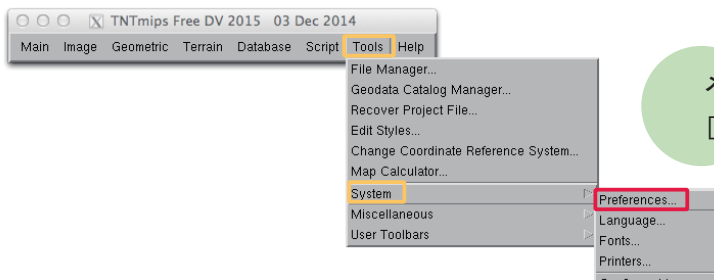 TNTmips Free DV 2015 03 Dec 2014
Main Image Geometric Terrain Database Script Tools Help
File Manager...
Geodata Catalog Manager...
Recover Project File...
Edit Styles...
Change Coordinate Reference System...
Map Calculator...
System
Miscellaneous
User Toolbars
Preferences...
Language...
Fonts...
Printers...